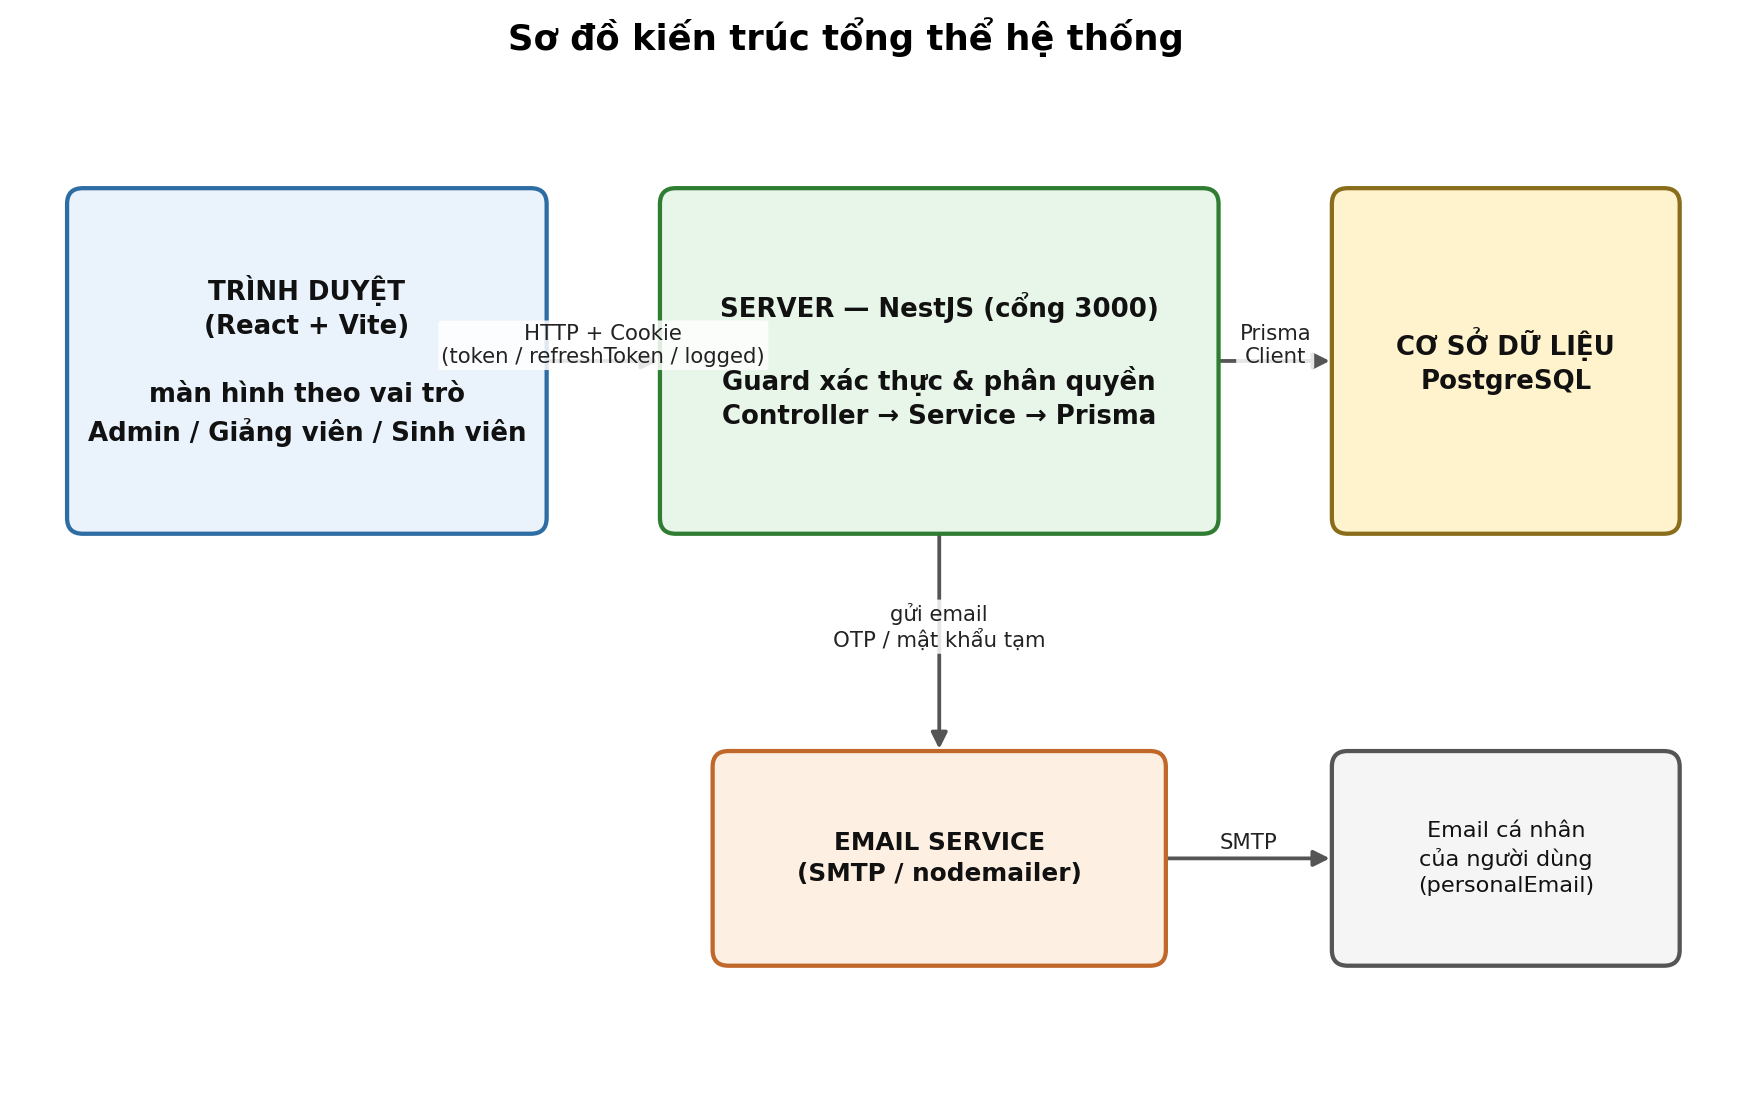 Sơ đồ kiến trúc tổng thể hệ thống
TRÌNH DUYỆT
(React + Vite)
màn hình theo vai trò
Admin / Giảng viên / Sinh viên
HTTP + Cookie
(token / refreshToken / logged)
SERVER — NestJS (cổng 3000)
Guard xác thực & phân quyền
Controller → Service → Prisma
Prisma
Client
CƠ SỞ DỮ LIỆU
PostgreSQL
gửi email
OTP / mật khẩu tạm
EMAIL SERVICE
(SMTP / nodemailer)
SMTP
Email cá nhân
của người dùng
(personalEmail)